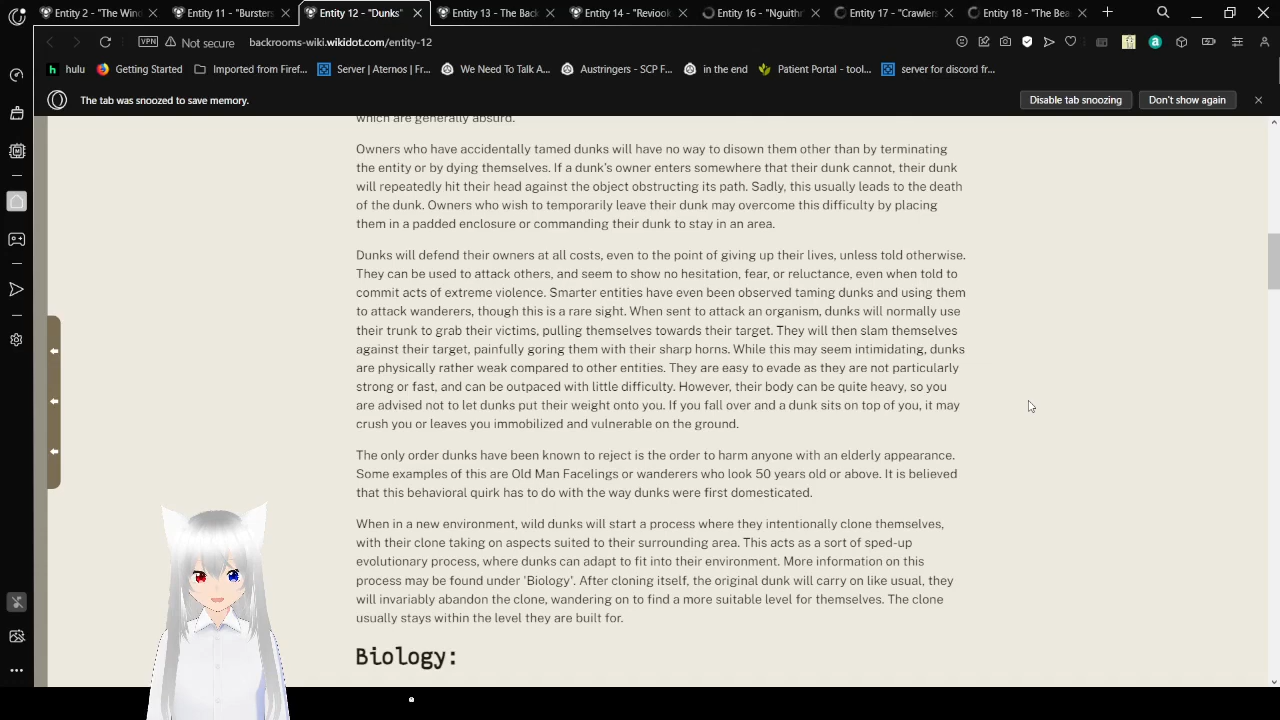 Entity 2 - "The Wind
Entity 11 - "Bursters
Entity 12 - "Dunks"
Entity 13 - The Back
Entity 14 - "Reviook
Entity 16 - "Nguithr
Entity 17 - "Crawlers
Entity 18 - "The Bea
VPN
Not secure
backrooms-wiki.wikidot.com/entity-12
hulu
Getting Started
Imported from Firef...
Server | Aternos | Fr...
We Need To Talk A...
Austringers - SCP F...
in the end
Patient Portal - tool...
server for discord fr...
The tab was snoozed to save memory.
Disable tab snoozing
Don't show again
which are generally absurd.
Owners who have accidentally tamed dunks will have no way to disown them other than by terminating
the entity or by dying themselves. If a dunk's owner enters somewhere that their dunk cannot, their dunk
will repeatedly hit their head against the object obstructing its path. Sadly, this usually leads to the death
of the dunk. Owners who wish to temporarily leave their dunk may overcome this difficulty by placing
them in a padded enclosure or commanding their dunk to stay in an area.
Dunks will defend their owners at all costs, even to the point of giving up their lives, unless told otherwise.
They can be used to attack others, and seem to show no hesitation, fear, or reluctance, even when told to
commit acts of extreme violence. Smarter entities have even been observed taming dunks and using them
to attack wanderers, though this is a rare sight. When sent to attack an organism, dunks will normally use
their trunk to grab their victims, pulling themselves towards their target. They will then slam themselves
against their target, painfully goring them with their sharp horns. While this may seem intimidating, dunks
are physically rather weak compared to other entities. They are easy to evade as they are not particularly
strong or fast, and can be outpaced with little difficulty. However, their body can be quite heavy, so you
are advised not to let dunks put their weight onto you. If you fall over and a dunk sits on top of you, it may
crush you or leaves you immobilized and vulnerable on the ground.
The only order dunks have been known to reject is the order to harm anyone with an elderly appearance.
Some examples of this are Old Man Facelings or wanderers who look 50 years old or above. It is believed
that this behavioral quirk has to do with the way dunks were first domesticated.
When in a new environment, wild dunks will start a process where they intentionally clone themselves,
with their clone taking on aspects suited to their surrounding area. This acts as a sort of sped-up
evolutionary process, where dunks can adapt to fit into their environment. More information on this
process may be found under 'Biology'. After cloning itself, the original dunk will carry on like usual, they
will invariably abandon the clone, wandering on to find a more suitable level for themselves. The clone
usually stays within the level they are built for.
Biology: